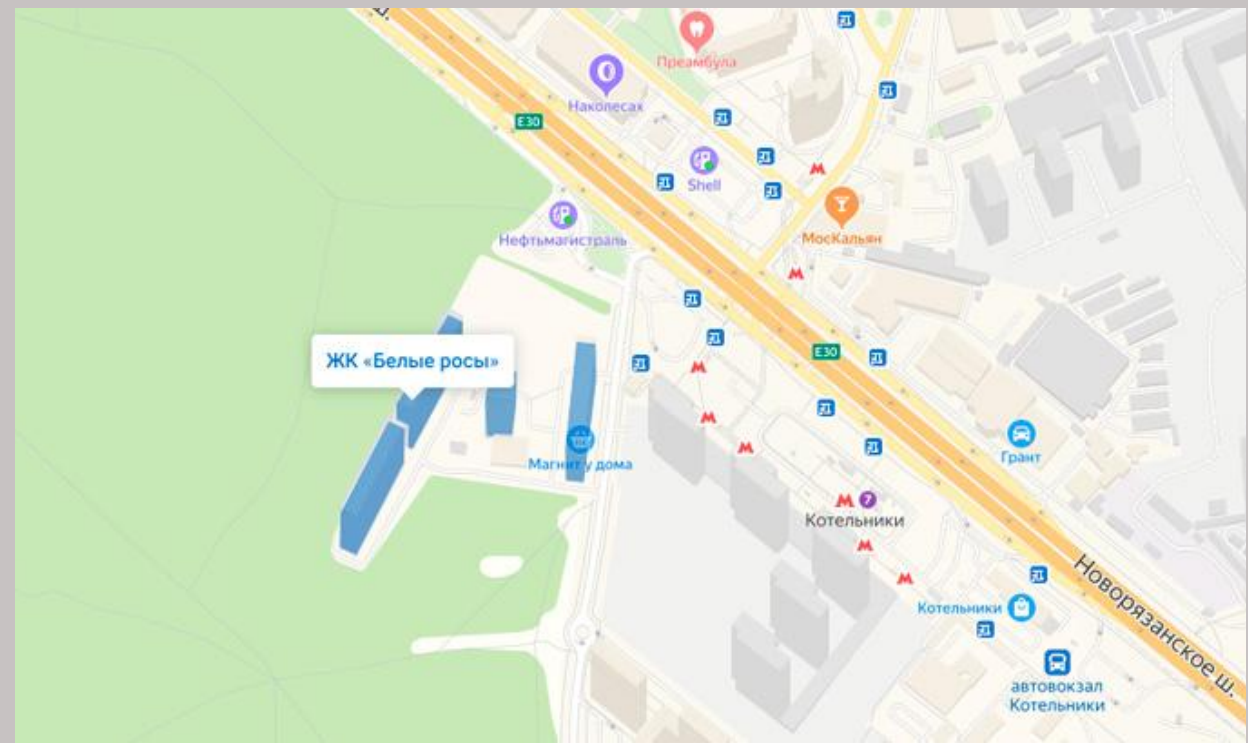 ш.
Преамбула
Наколесах
E30
Shell
МосКальян
Нефтьмагистраль
ЖК «Белые росы»
E30
Магнит у дома
Грант
7
Котельники
Новорязанское ш.
Котельники
автовокзал
Котельники